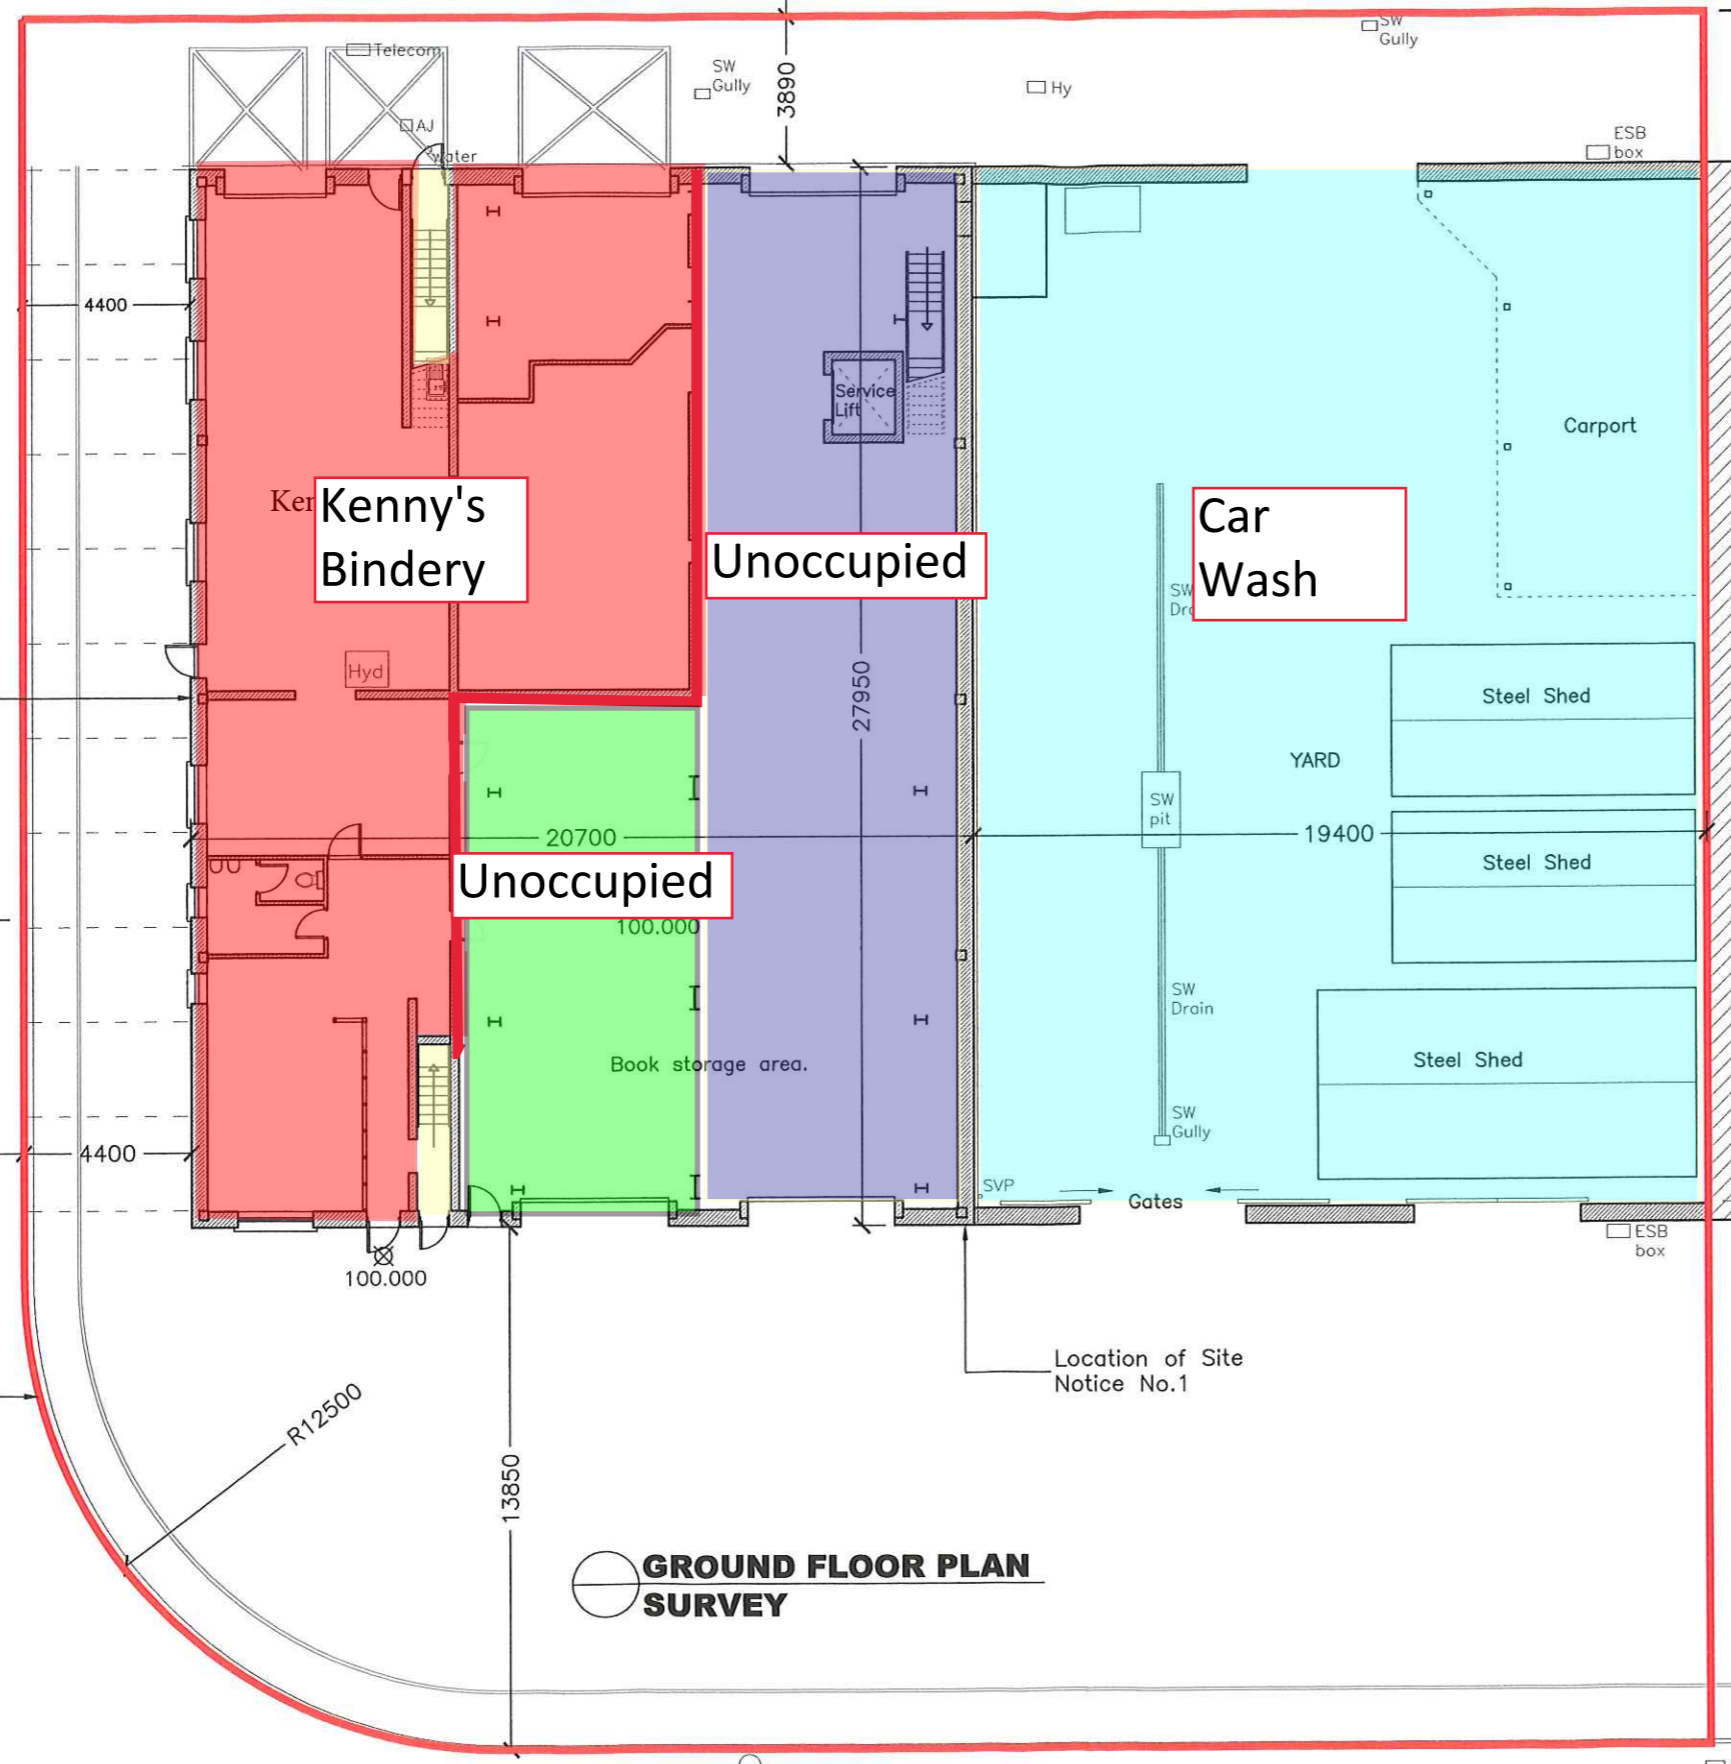 SW
Gully
Telecom
SW
Gully
3890
Hy
AJ
ESB
box
water
4400
Service
Lift
Carport
Ker
Kenny's
Bindery
Unoccupied
Car
Wash
SW
Hyd
27950
Steel Shed
YARD
SW
pit
20700
19400
Steel Shed
Unoccupied
100.000
SW
Drain
Book storage area.
Steel Shed
SW
Gully
4400
SVP
Gates
ESB
box
100.000
Location of Site
Notice No.1
R12500
13850
GROUND FLOOR PLAN
SURVEY